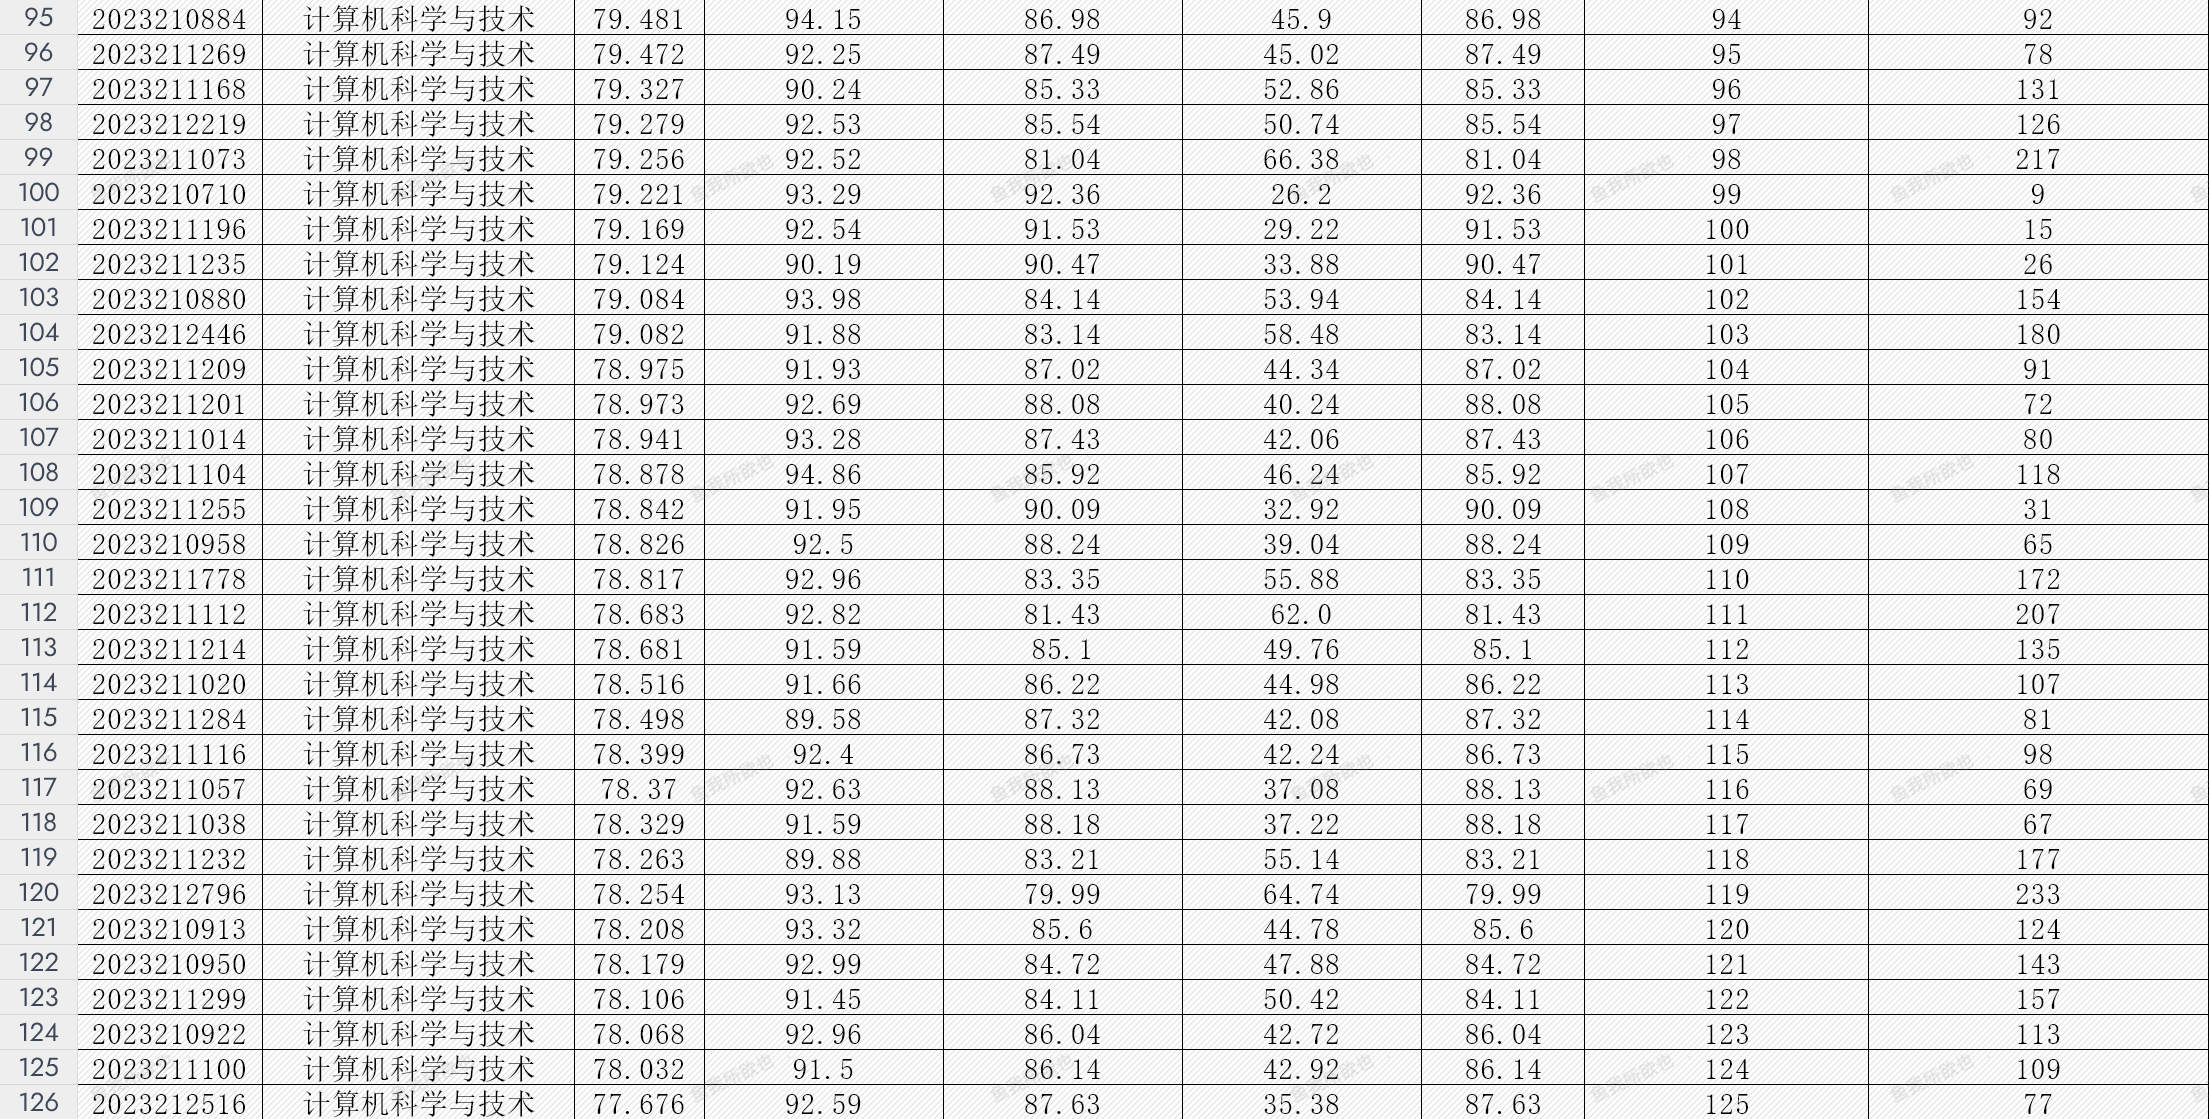 95 2023210884 计算机科学与技术 79.481 94.15 86.98 45.9 86.98 94 92
96 2023211269 计算机科学与技术 79.472 92.25 87.49 45.02 87.49 95 78
97 2023211168 计算机科学与技术 79.327 90.24 85.33 52.86 85.33 96 131
98 2023212219 计算机科学与技术 79.279 92.53 85.54 50.74 85.54 97 126
99 2023211073 计算机科学与技术 79.256 92.52 81.04 66.38 81.04 98 217
100 2023210710 计算机科学与技术 79.221 93.29 92.36 26.2 92.36 99 9
101 2023211196 计算机科学与技术 79.169 92.54 91.53 29.22 91.53 100 15
102 2023211235 计算机科学与技术 79.124 90.19 90.47 33.88 90.47 101 26
103 2023210880 计算机科学与技术 79.084 93.98 84.14 53.94 84.14 102 154
104 2023212446 计算机科学与技术 79.082 91.88 83.14 58.48 83.14 103 180
105 2023211209 计算机科学与技术 78.975 91.93 87.02 44.34 87.02 104 91
106 2023211201 计算机科学与技术 78.973 92.69 88.08 40.24 88.08 105 72
107 2023211014 计算机科学与技术 78.941 93.28 87.43 42.06 87.43 106 80
108 2023211104 计算机科学与技术 78.878 94.86 85.92 46.24 85.92 107 118
109 2023211255 计算机科学与技术 78.842 91.95 90.09 32.92 90.09 108 31
110 2023210958 计算机科学与技术 78.826 92.5 88.24 39.04 88.24 109 65
111 2023211778 计算机科学与技术 78.817 92.96 83.35 55.88 83.35 110 172
112 2023211112 计算机科学与技术 78.683 92.82 81.43 62.0 81.43 111 207
113 2023211214 计算机科学与技术 78.681 91.59 85.1 49.76 85.1 112 135
114 2023211020 计算机科学与技术 78.516 91.66 86.22 44.98 86.22 113 107
115 2023211284 计算机科学与技术 78.498 89.58 87.32 42.08 87.32 114 81
116 2023211116 计算机科学与技术 78.399 92.4 86.73 42.24 86.73 115 98
117 2023211057 计算机科学与技术 78.37 92.63 88.13 37.08 88.13 116 69
118 2023211038 计算机科学与技术 78.329 91.59 88.18 37.22 88.18 117 67
119 2023211232 计算机科学与技术 78.263 89.88 83.21 55.14 83.21 118 177
120 2023212796 计算机科学与技术 78.254 93.13 79.99 64.74 79.99 119 233
121 2023210913 计算机科学与技术 78.208 93.32 85.6 44.78 85.6 120 124
122 2023210950 计算机科学与技术 78.179 92.99 84.72 47.88 84.72 121 143
123 2023211299 计算机科学与技术 78.106 91.45 84.11 50.42 84.11 122 157
124 2023210922 计算机科学与技术 78.068 92.96 86.04 42.72 86.04 123 113
125 2023211100 计算机科学与技术 78.032 91.5 86.14 42.92 86.14 124 109
126 2023212516 计算机科学与技术 77.676 92.59 87.63 35.38 87.63 125 77
鱼我所欲也